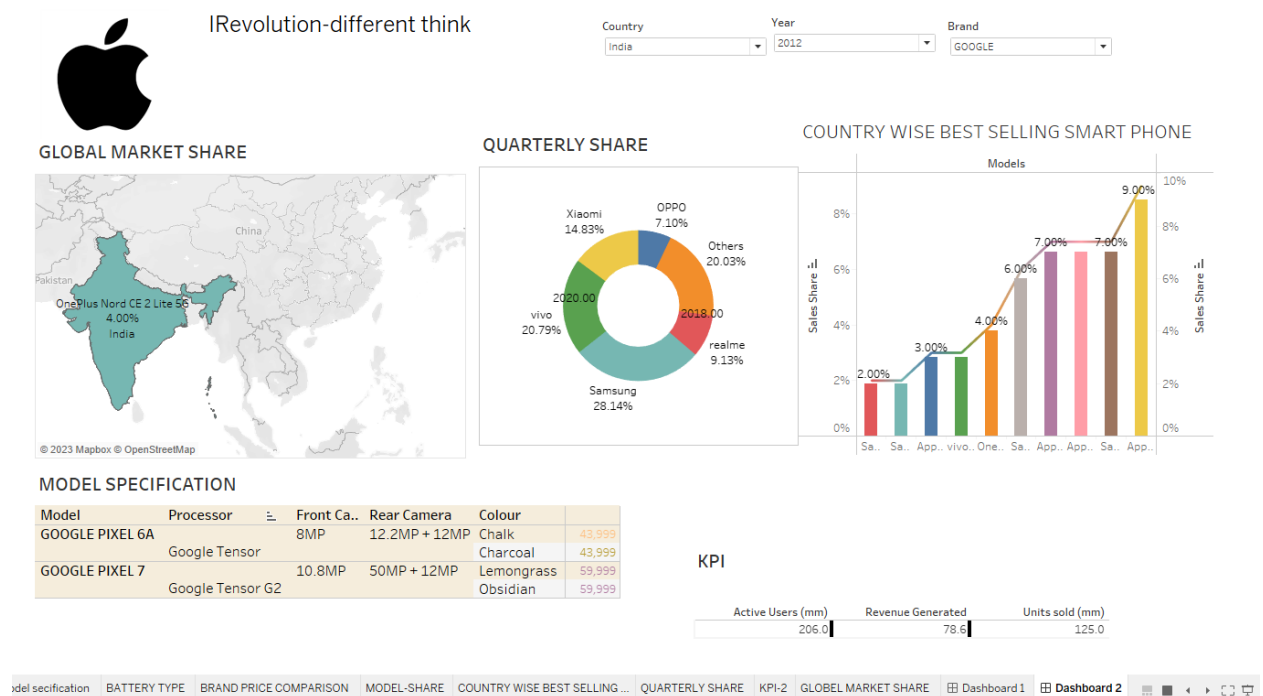 IRevolution-different think
Country
India
Year
2012
Brand
GOOGLE
GLOBAL MARKET SHARE
China
Pakistan
OnePlus Nord CE 2 Lite 5G
4.00%
India
© 2023 Mapbox © OpenStreetMap
QUARTERLY SHARE
OPPO
7.10%
Xiaomi
14.83%
Others
20.03%
2020.00
2018.00
vivo
20.79%
realme
9.13%
Samsung
28.14%
COUNTRY WISE BEST SELLING SMART PHONE
Models
10%
9.00%
8%
8%
7.00%
7.00%
6%
6.00%
6%
Sales Share
Sales Share
4%
4.00%
4%
3.00%
2%
2.00%
2%
0%
0%
Sa.. Sa.. App.. vivo.. One.. Sa.. App.. App.. Sa.. App..
MODEL SPECIFICATION
Model Processor Front Ca.. Rear Camera Colour
GOOGLE PIXEL 6A 8MP 12.2MP + 12MP Chalk 43,999
Google Tensor Charcoal 43,999
GOOGLE PIXEL 7 10.8MP 50MP + 12MP Lemongrass 59,999
Google Tensor G2 Obsidian 59,999
KPI
Active Users (mm) Revenue Generated Units sold (mm)
206.0 78.6 125.0
del secification BATTERY TYPE BRAND PRICE COMPARISON MODEL-SHARE COUNTRY WISE BEST SELLING ... QUARTERLY SHARE KPI-2 GLOBEL MARKET SHARE Dashboard 1 Dashboard 2